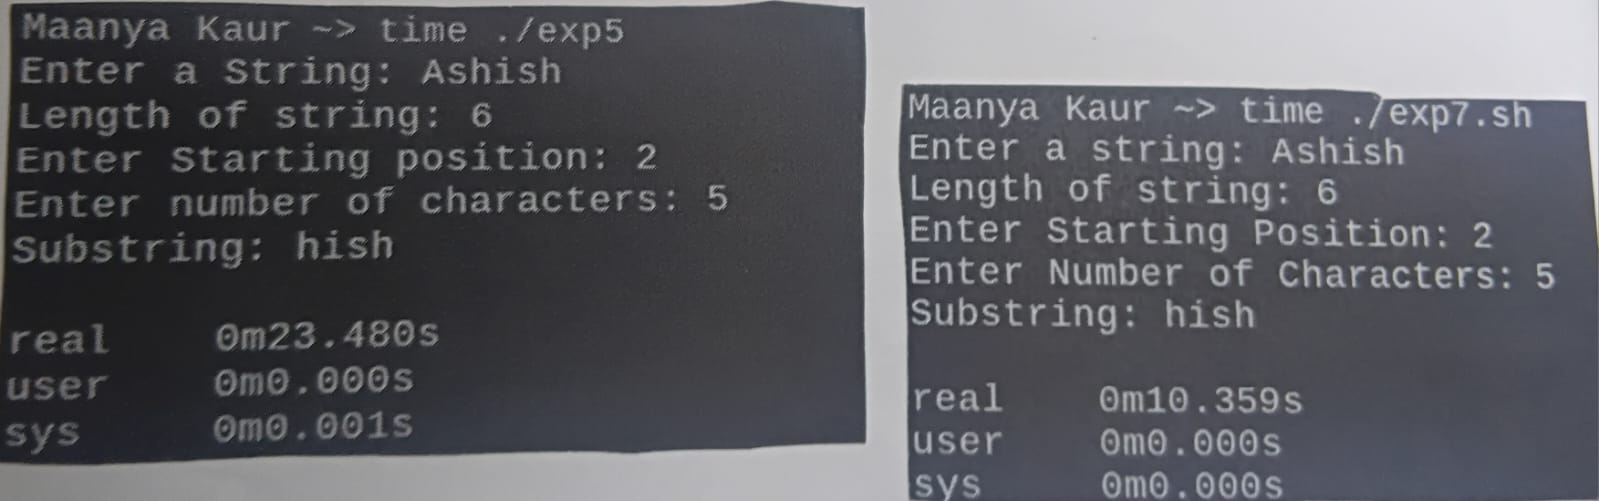 Maanya Kaur ~> time ./exp5
Enter a String: Ashish
Length of string: 6
Enter Starting position: 2
Enter number of characters: 5
Substring: hish
real 0m23.480s
user 0m0.000s
sys 0m0.001s
Maanya Kaur ~> time ./exp7.sh
Enter a string: Ashish
Length of string: 6
Enter Starting Position: 2
Enter Number of Characters: 5
Substring: hish
real 0m10.359s
user 0m0.000s
sys 0m0.000s